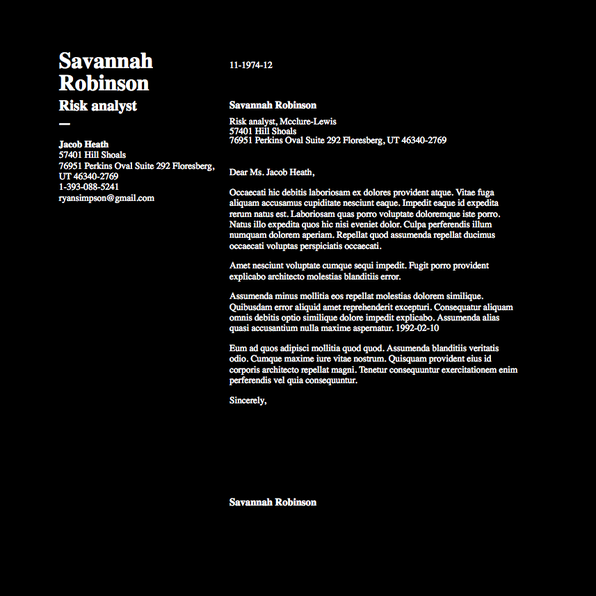 Savannah
Robinson
Risk analyst
—
Jacob Heath
57401 Hill Shoals
76951 Perkins Oval Suite 292 Floresberg,
UT 46340-2769
1-393-088-5241
ryansimpson@gmail.com
11-1974-12
Savannah Robinson
Risk analyst, Mcclure-Lewis
57401 Hill Shoals
76951 Perkins Oval Suite 292 Floresberg, UT 46340-2769
Dear Ms. Jacob Heath,
Occaecati hic debitis laboriosam ex dolores provident atque. Vitae fuga
aliquam accusamus cupiditate nesciunt eaque. Impedit eaque id expedita
rerum natus est. Laboriosam quas porro voluptate doloremque iste porro.
Natus illo expedita quos hic nisi eveniet dolor. Culpa perferendis illum
numquam dolorem aperiam. Repellat quod assumenda repellat ducimus
occaecati voluptas perspiciatis occaecati.
Amet nesciunt voluptate cumque sequi impedit. Fugit porro provident
explicabo architecto molestias blanditiis error.
Assumenda minus mollitia eos repellat molestias dolorem similique.
Quibusdam error aliquid amet reprehenderit excepturi. Consequatur aliquam
omnis debitis optio similique dolore impedit explicabo. Assumenda alias
quasi accusantium nulla maxime aspernatur. 1992-02-10
Eum ad quos adipisci mollitia quod quod. Assumenda blanditiis veritatis
odio. Cumque maxime iure vitae nostrum. Quisquam provident eius id
corporis architecto repellat magni. Tenetur consequuntur exercitationem enim
perferendis vel quia consequuntur.
Sincerely,
Savannah Robinson